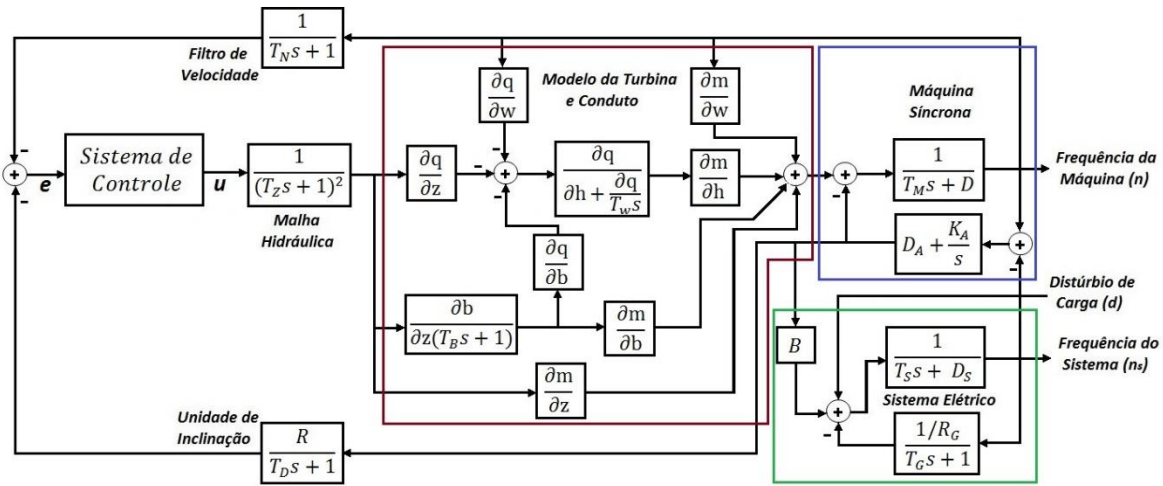 1
T_N s + 1
Filtro de
Velocidade
∂q
∂w
Modelo da Turbina
e Conduto
∂m
∂w
Máquina
Síncrona
-
-
+
-
e
Sistema de
Controle
u
1
(T_Z s + 1)²
Malha
Hidráulica
∂q
∂z
-
-
+
-
∂q
∂h + ∂q
T_w s
∂m
∂h
+
+
-
1
T_M s + D
Frequência da
Máquina (n)
D_A + K_A
s
+
-
∂q
∂b
∂b
∂z(T_B s + 1)
∂m
∂b
∂m
∂z
Distúrbio de
Carga (d)
B
+
-
1
T_S s + D_S
Frequência do
Sistema (nₛ)
Sistema Elétrico
1/R_G
T_G s + 1
Unidade de
Inclinação
R
T_D s + 1